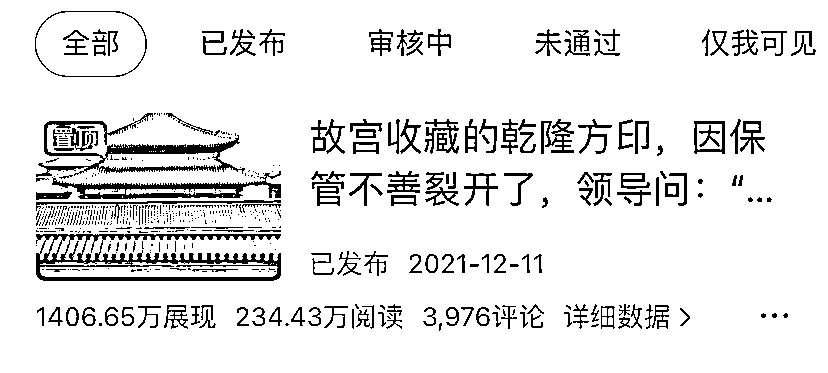 全部 已发布 审核中 未通过 仅我可见
置顶
故宫收藏的乾隆方印，因保
管不善裂开了，领导问：“...
已发布 2021-12-11
1406.65万展现 234.43万阅读 3,976评论 详细数据